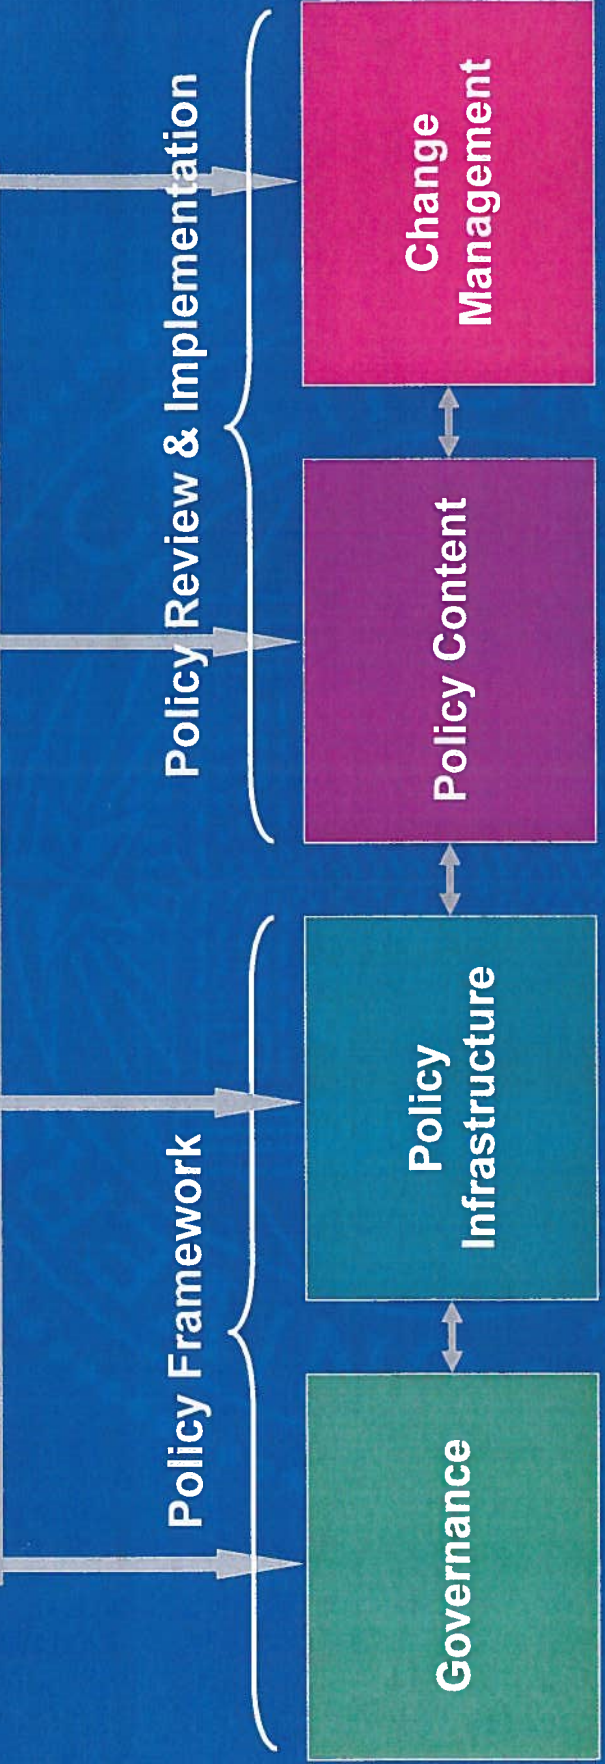 Policy Framework
Policy Review & Implementation
Governance
Policy
Infrastructure
Policy Content
Change
Management